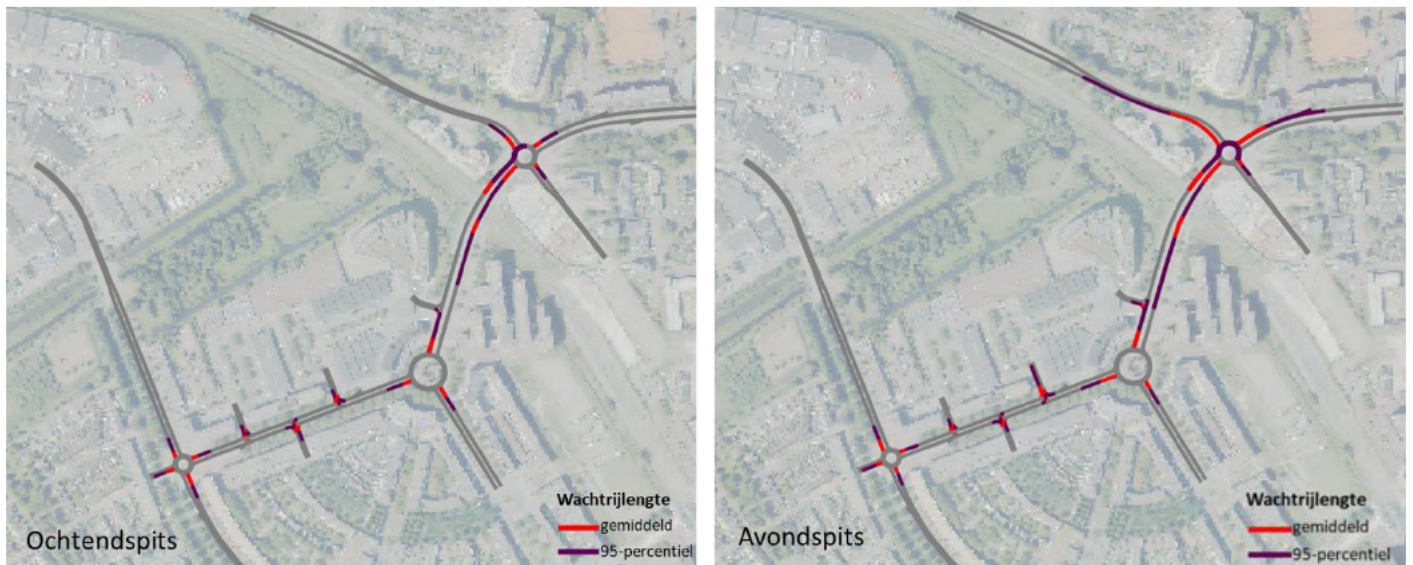 Ochtendspits
Wachtrijlengte
gemiddeld
95-percentiel
Avondspits
Wachtrijlengte
gemiddeld
95-percentiel